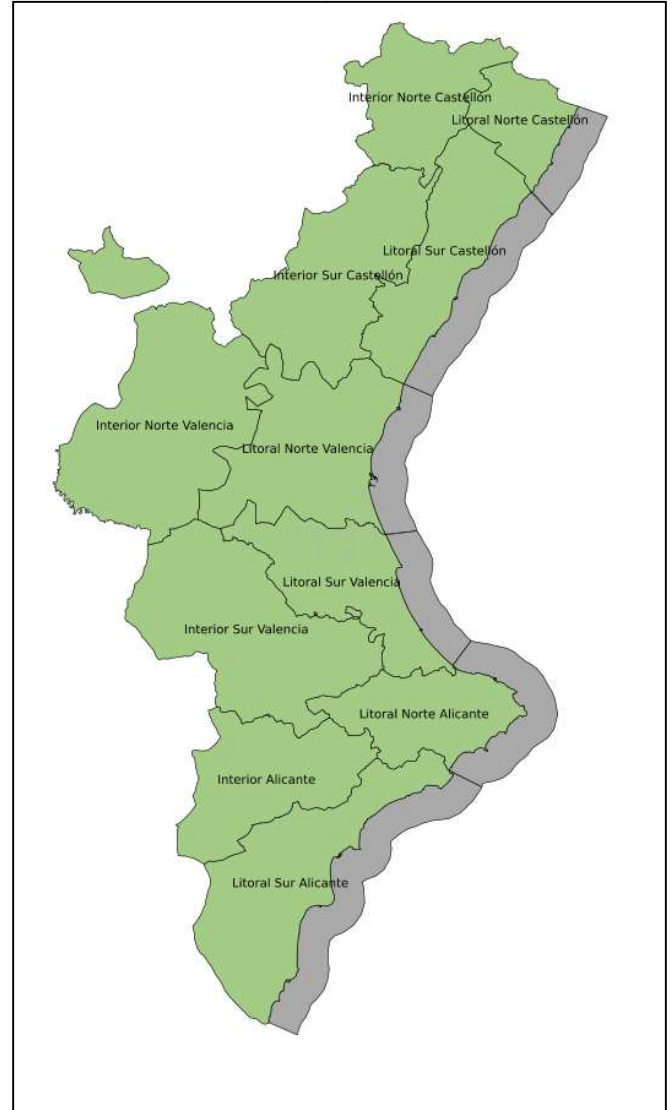 Interior Norte Castellón
Litoral Norte Castellón
Litoral Sur Castellón
Interior Sur Castellón
Interior Norte Valencia
Litoral Norte Valencia
Litoral Sur Valencia
Interior Sur Valencia
Litoral Norte Alicante
Interior Alicante
Litoral Sur Alicante